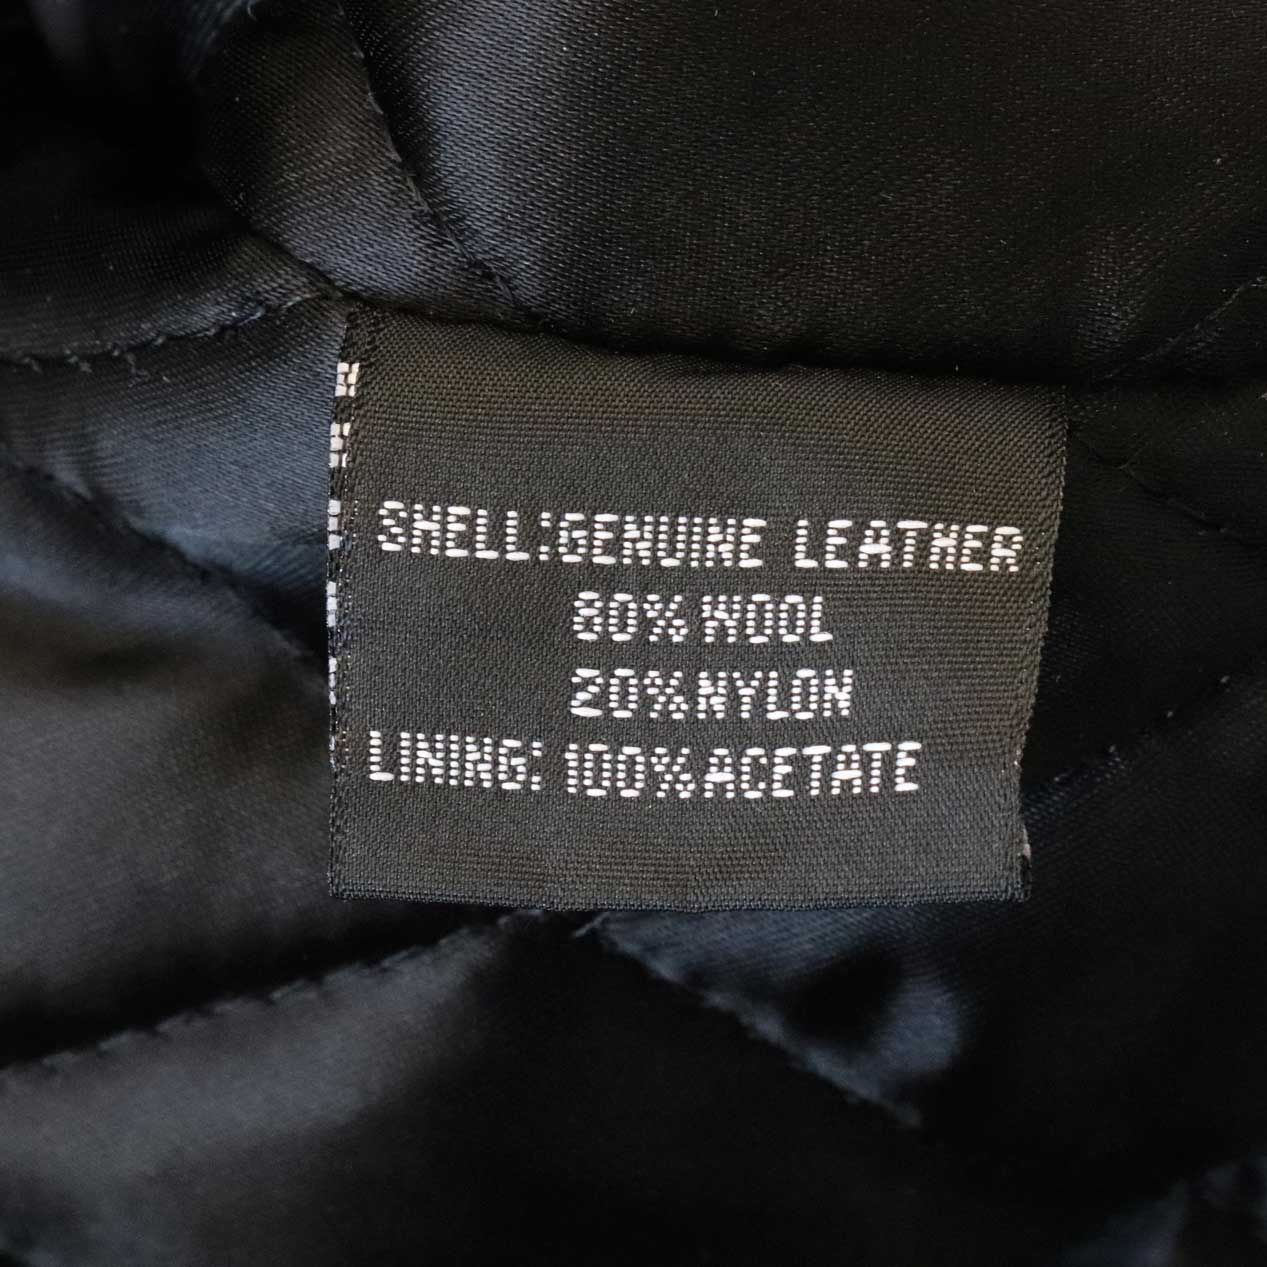 SHELL:GENUINE LEATHER
80% WOOL
20%NYLON
LINING: 100%ACETATE